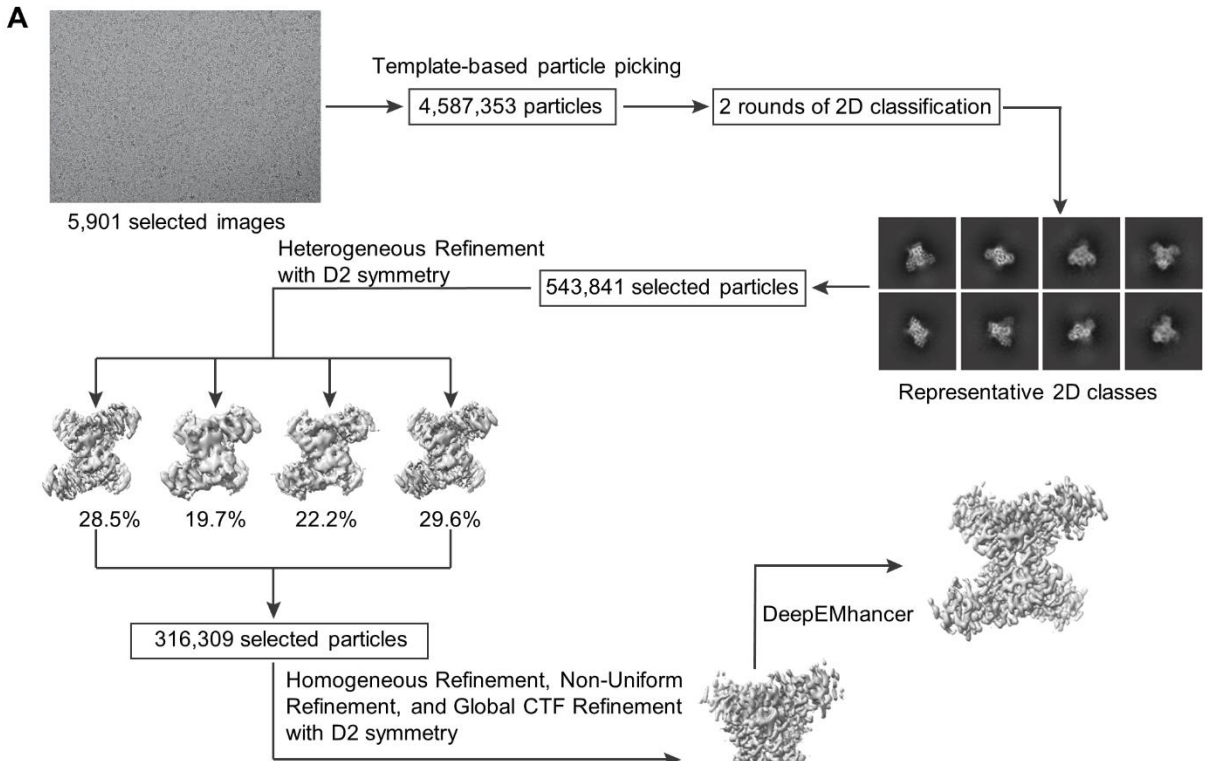 A
Template-based particle picking
4,587,353 particles
2 rounds of 2D classification
5,901 selected images
Heterogeneous Refinement
with D2 symmetry
543,841 selected particles
Representative 2D classes
28.5%
19.7%
22.2%
29.6%
316,309 selected particles
DeepEMhancer
Homogeneous Refinement, Non-Uniform
Refinement, and Global CTF Refinement
with D2 symmetry